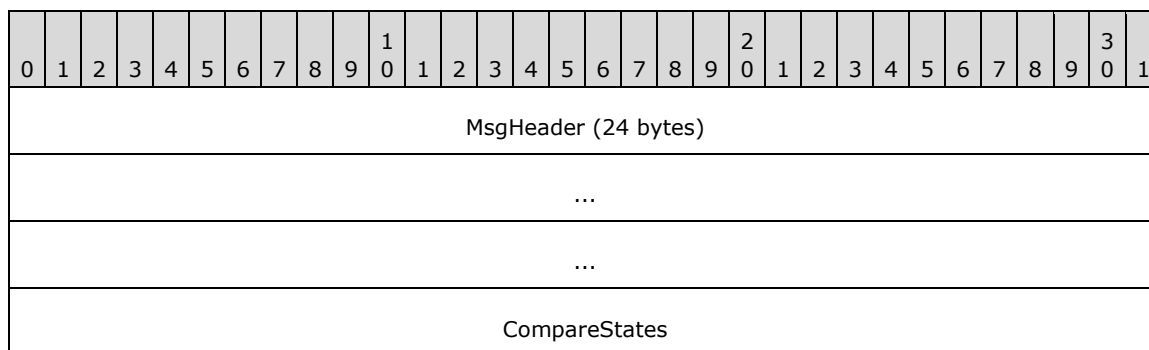 1 2 3
0 1 2 3 4 5 6 7 8 9 0 1 2 3 4 5 6 7 8 9 0 1 2 3 4 5 6 7 8 9 0 1
MsgHeader (24 bytes)
...
...
CompareStates